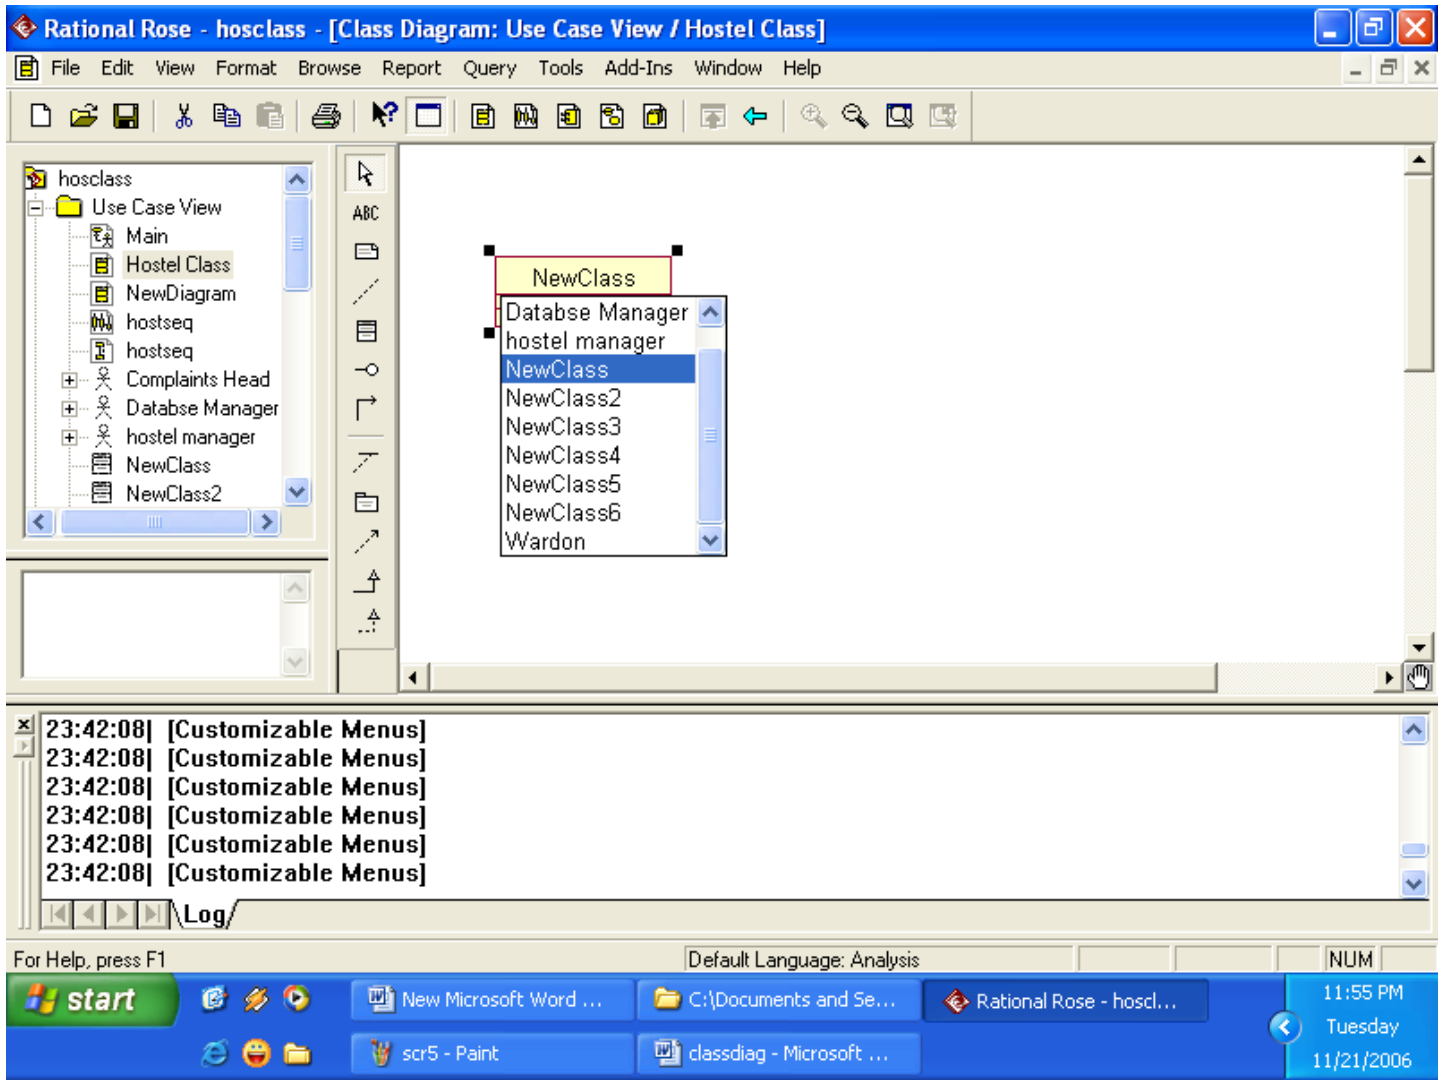 Rational Rose - hosclass - [Class Diagram: Use Case View / Hostel Class]
File Edit View Format Browse Report Query Tools Add-Ins Window Help
hosclass
Use Case View
Main
Hostel Class
NewDiagram
hostseq
hostseq
Complaints Head
Databse Manager
hostel manager
NewClass
NewClass2
ABC
NewClass
Databse Manager
hostel manager
NewClass
NewClass2
NewClass3
NewClass4
NewClass5
NewClass6
Wardon
23:42:08| [Customizable Menus]
23:42:08| [Customizable Menus]
23:42:08| [Customizable Menus]
23:42:08| [Customizable Menus]
23:42:08| [Customizable Menus]
23:42:08| [Customizable Menus]
Log
For Help, press F1 Default Language: Analysis NUM
start New Microsoft Word ... C:\Documents and Se... Rational Rose - hoscl... 11:55 PM
Tuesday
scr5 - Paint classdiag - Microsoft ... 11/21/2006